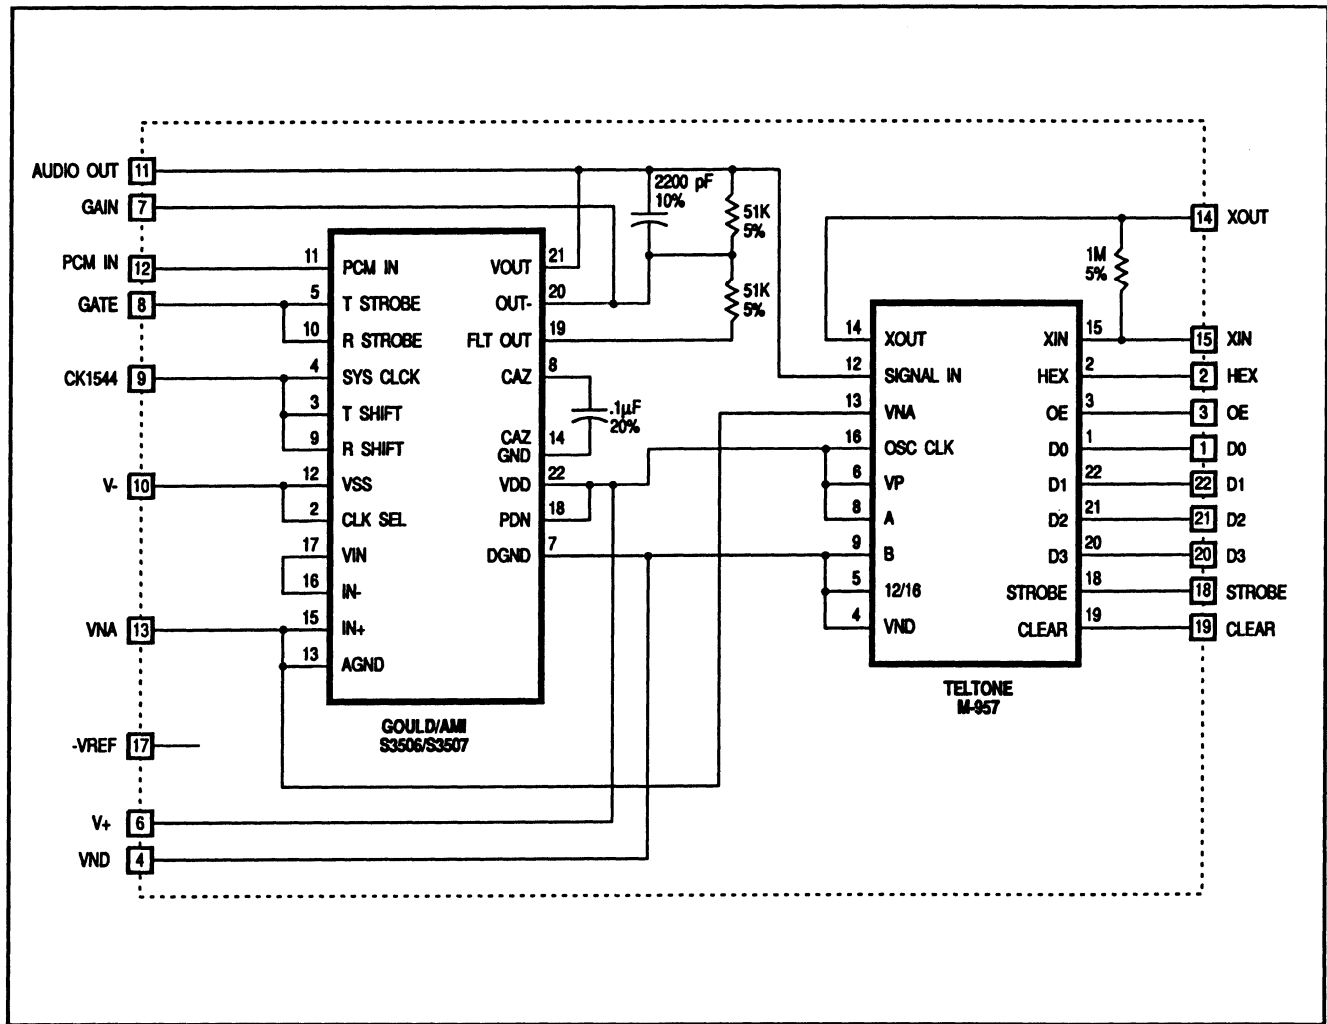 AUDIO OUT 11
GAIN 7
PCM IN 12
GATE 8
CK1544 9
V- 10
VNA 13
-VREF 17
V+ 6
VND 4
2200 pF
10%
51K
5%
51K
5%
.1µF
20%
11 PCM IN
5 T STROBE
10 R STROBE
4 SYS CLCK
3 T SHIFT
9 R SHIFT
12 VSS
2 CLK SEL
17 VIN
16 IN-
15 IN+
13 AGND
VOUT 21
OUT- 20
FLT OUT 19
CAZ 8
CAZ
GND 14
VDD 22
PDN 18
DGND 7
GOULD/AMI
S3506/S3507
14 XOUT
12 SIGNAL IN
13 VNA
16 OSC CLK
6 VP
8 A
9 B
5 12/16
4 VND
XIN 15
HEX 2
OE 3
D0 1
D1 22
D2 21
D3 20
STROBE 18
CLEAR 19
TELTONE
M-957
1M
5%
14 XOUT
15 XIN
2 HEX
3 OE
1 D0
22 D1
21 D2
20 D3
18 STROBE
19 CLEAR